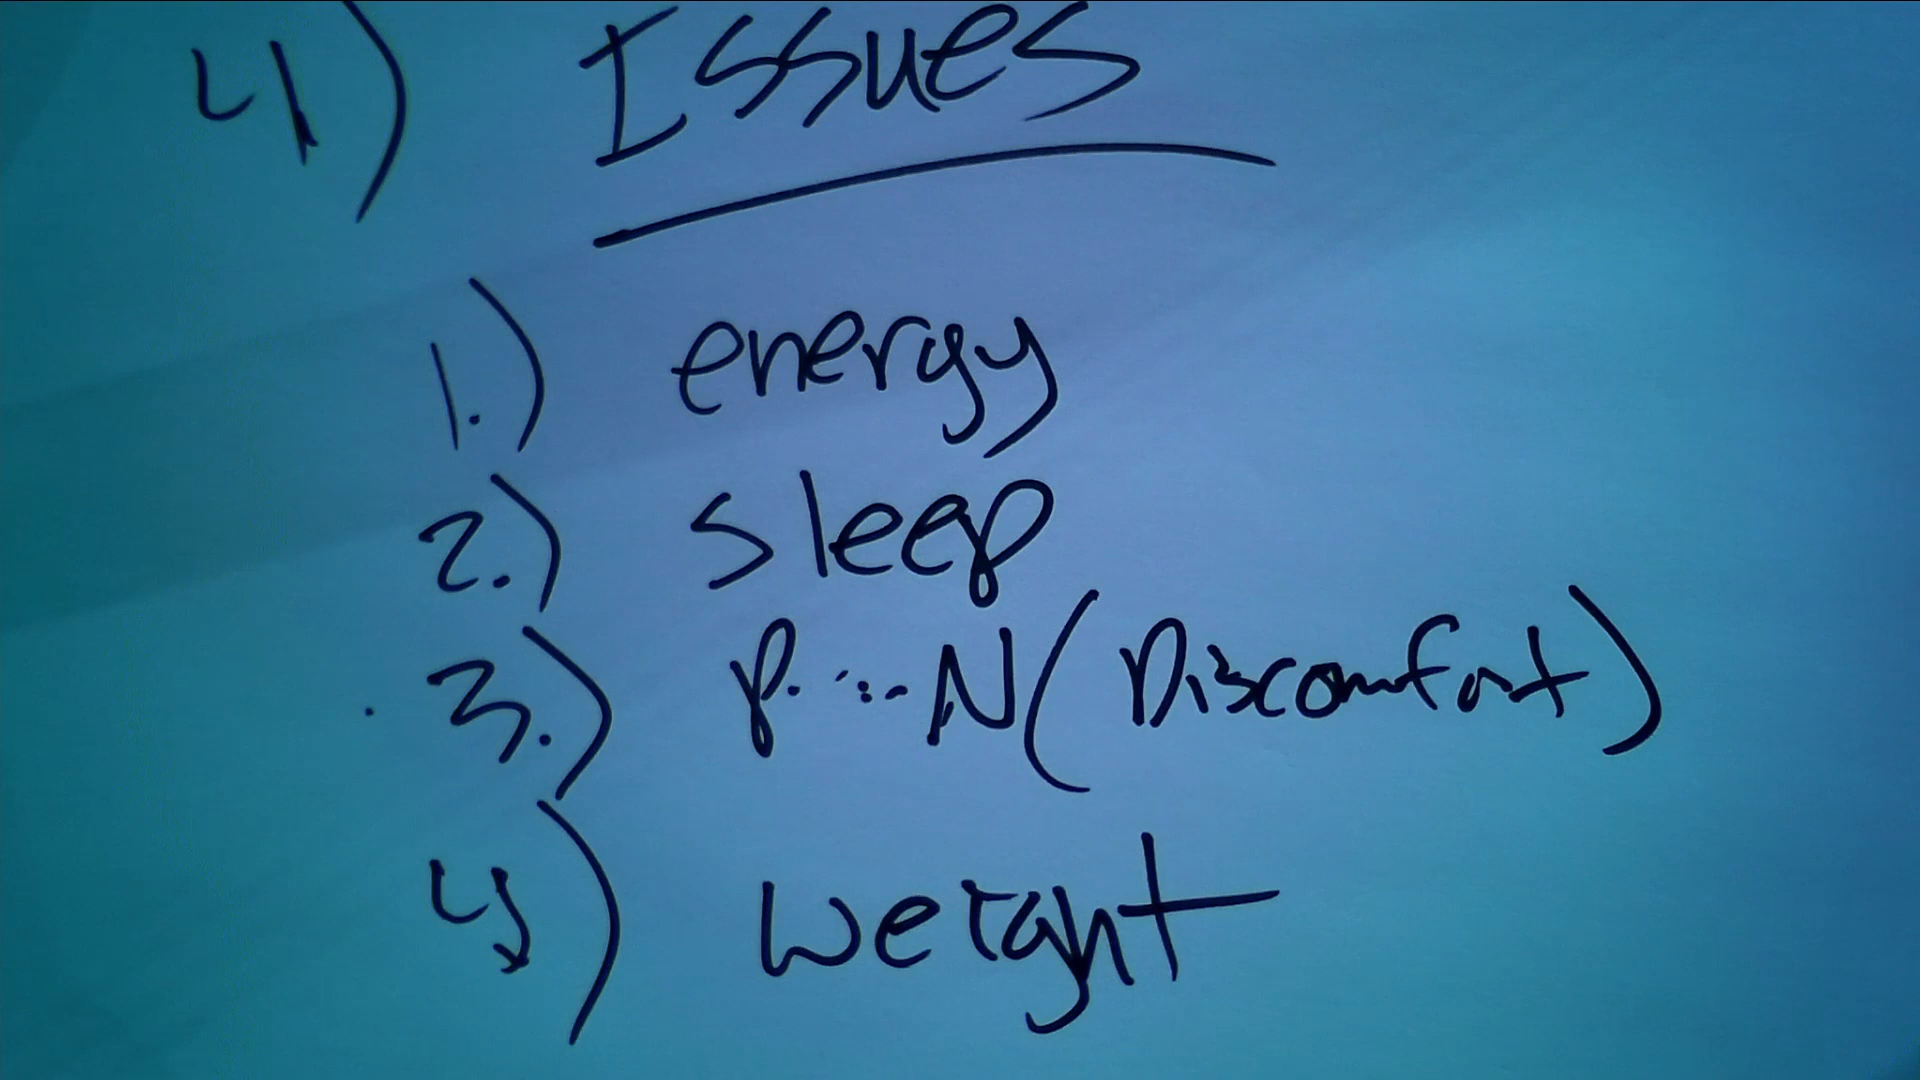 4) Issues
1.) energy
2.) sleep
3.) P. ... N (Discomfort)
4) weight